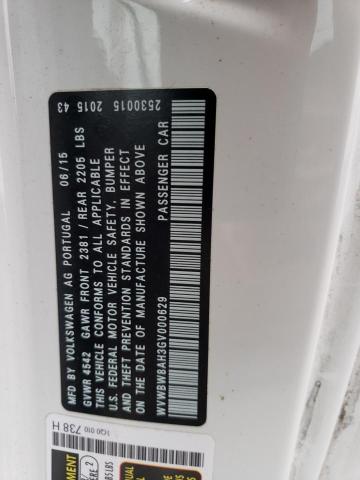 MFD BY VOLKSWAGEN AG PORTUGAL 06/15 2530015 2015 43
GVWR 4542 GAWR FRONT 2381 / REAR 2205 LBS
THIS VEHICLE CONFORMS TO ALL APPLICABLE
U.S. FEDERAL MOTOR VEHICLE SAFETY, BUMPER
AND THEFT PREVENTION STANDARDS IN EFFECT
ON THE DATE OF MANUFACTURE SHOWN ABOVE
WVWBW8AH3GV000629 PASSENGER CAR
1Q0 010 738 H